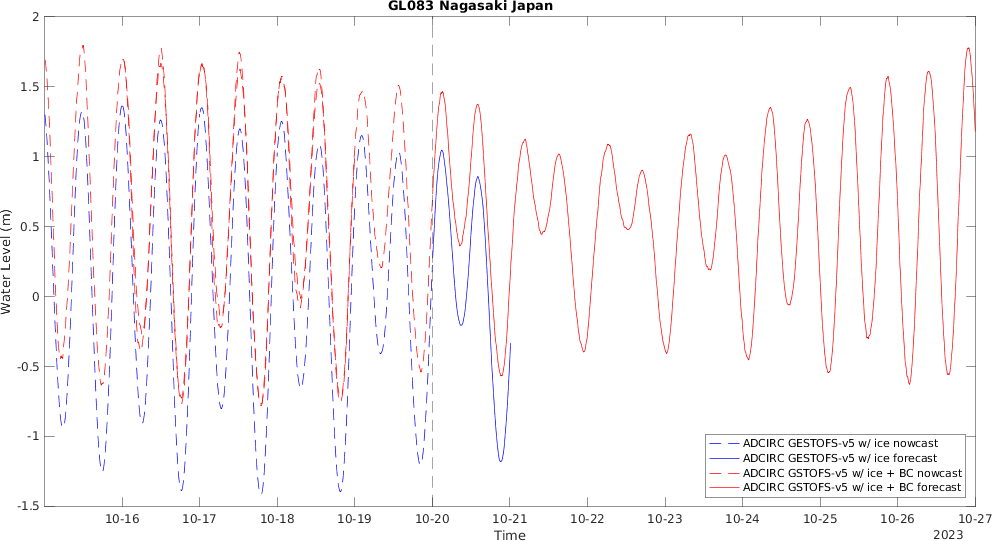 GL083 Nagasaki Japan
2
1.5
1
0.5
0
-0.5
-1
-1.5
Water Level (m)
ADCIRC GESTOFS-v5 w/ ice nowcast
ADCIRC GESTOFS-v5 w/ ice forecast
ADCIRC GSTOFS-v5 w/ ice + BC nowcast
ADCIRC GSTOFS-v5 w/ ice + BC forecast
10-16 10-17 10-18 10-19 10-20 10-21 10-22 10-23 10-24 10-25 10-26 10-27
Time
2023